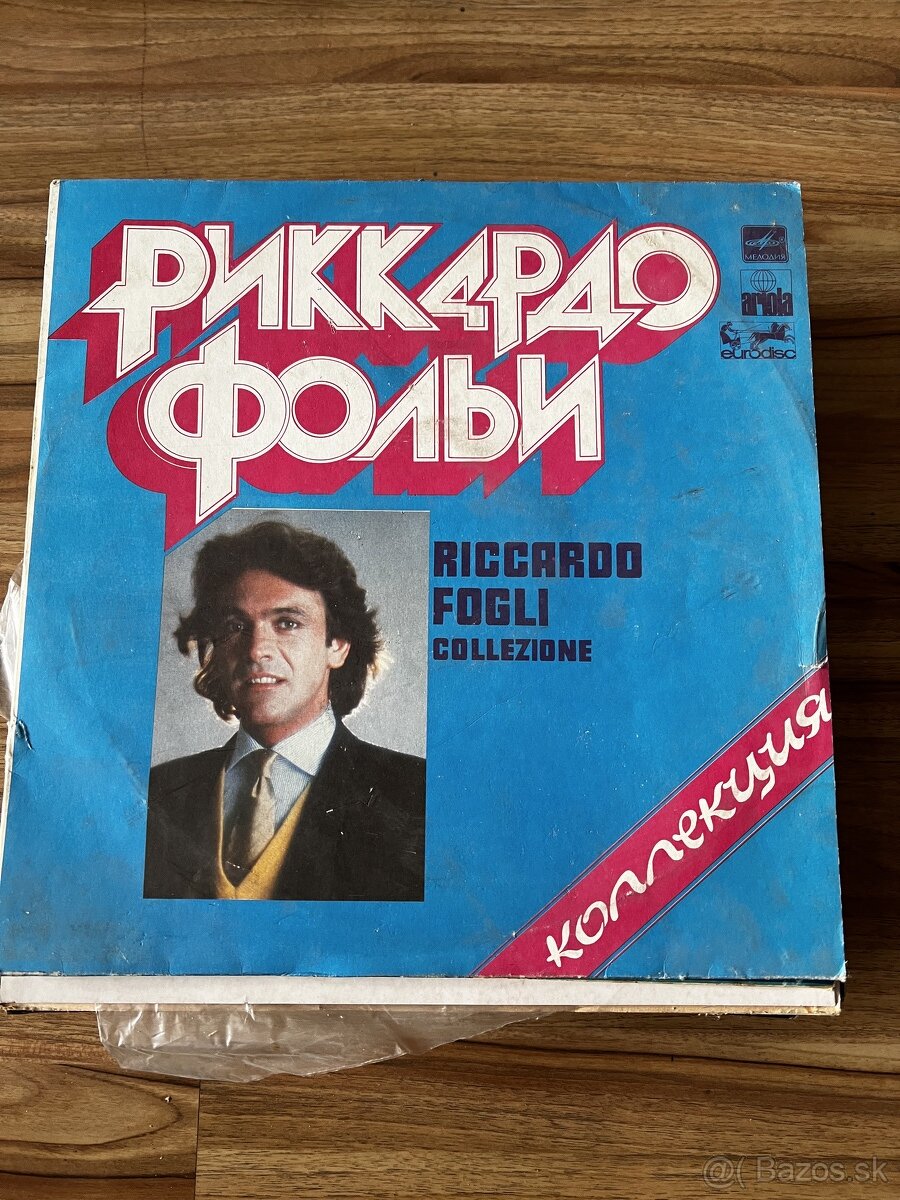 РИККАРДО
ФОЛЬИ
МЕЛОДИЯ
ariola
eurodisc
RICCARDO
FOGLI
COLLEZIONE
коллекция
@( Bazos.sk